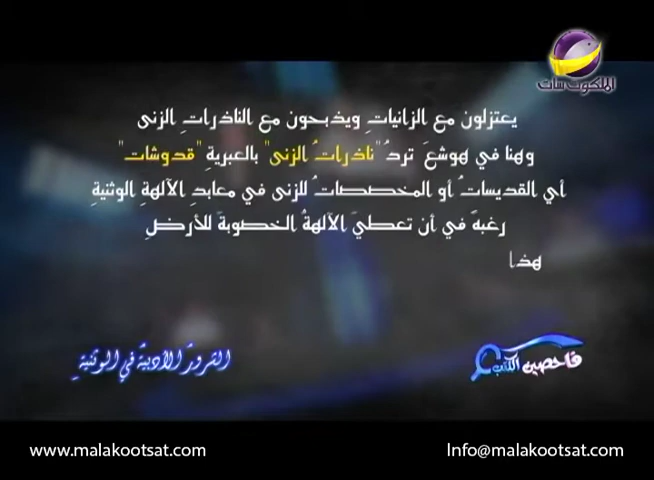 الملكوت سات
يعتزلون مع الزانياتِ ويذبحون مع الناذراتِ الزنى
وهنا في هوشعَ تردُ "ناذراتُ الزنى" بالعبريةِ "قدوشات"
أي القديساتُ أو المخصصاتُ للزنى في معابدِ الآلهةِ الوثنيةِ
رغبةً في أن تعطيَ الآلهةُ الخصوبةَ للأرضِ
هذا
فاحصين الكتب
الشرورُ الأدبيةُ في الوثنيةِ
www.malakootsat.com
Info@malakootsat.com